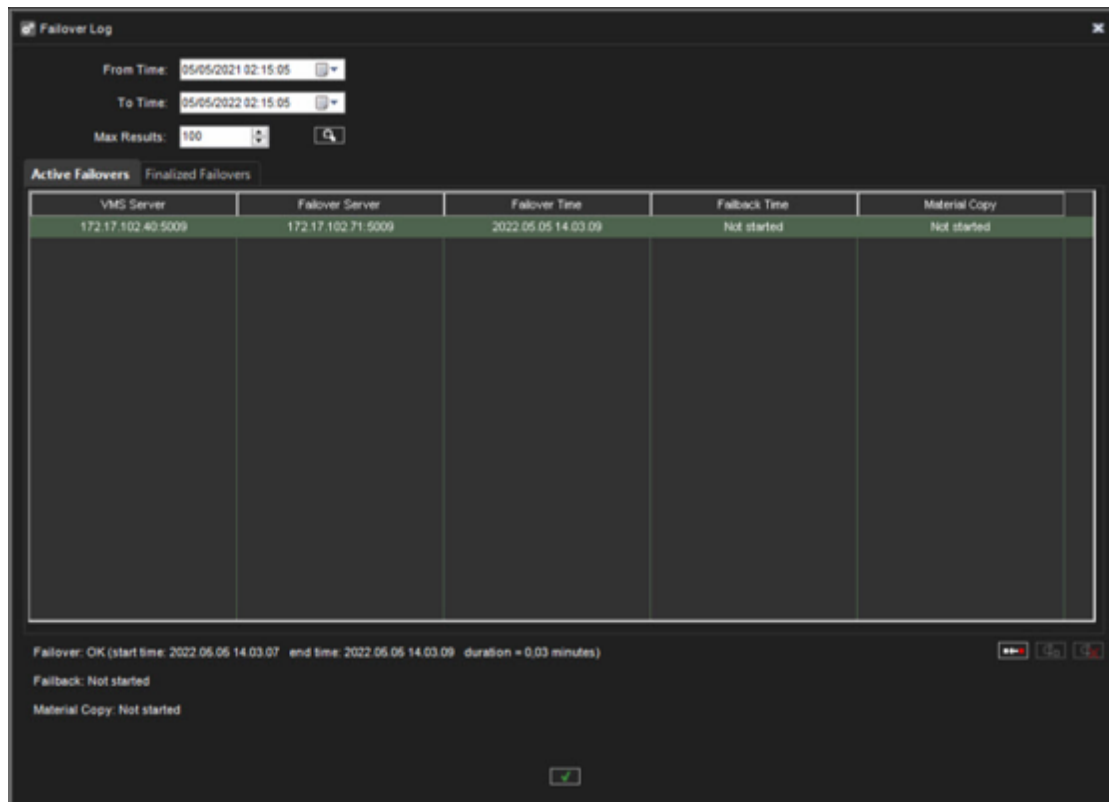 Failover Log
From Time: 05/05/2021 02:15:05
To Time: 05/05/2022 02:15:05
Max Results: 100
Active Failovers Finalized Failovers
VMS Server Failover Server Failover Time Failback Time Material Copy
172.17.102.40:5009 172.17.102.71:5009 2022.05.05 14.03.09 Not started Not started
Failover: OK (start time: 2022.05.05 14.03.07 end time: 2022.05.05 14.03.09 duration = 0,03 minutes)
Failback: Not started
Material Copy: Not started